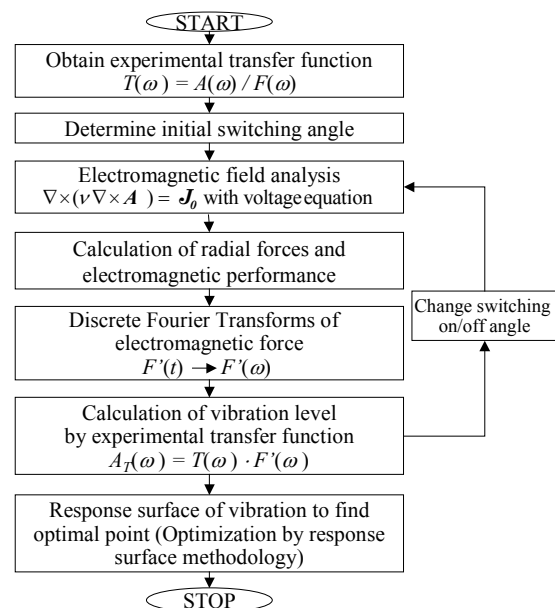 START
Obtain experimental transfer function
T(ω) = A(ω) / F(ω)
Determine initial switching angle
Electromagnetic field analysis
∇×(ν∇×A ) = J₀ with voltage equation
Calculation of radial forces and
electromagnetic performance
Discrete Fourier Transforms of
electromagnetic force
F'(t) → F'(ω)
Calculation of vibration level
by experimental transfer function
A_T(ω) = T(ω) · F'(ω)
Change switching
on/off angle
Response surface of vibration to find
optimal point (Optimization by response
surface methodology)
STOP